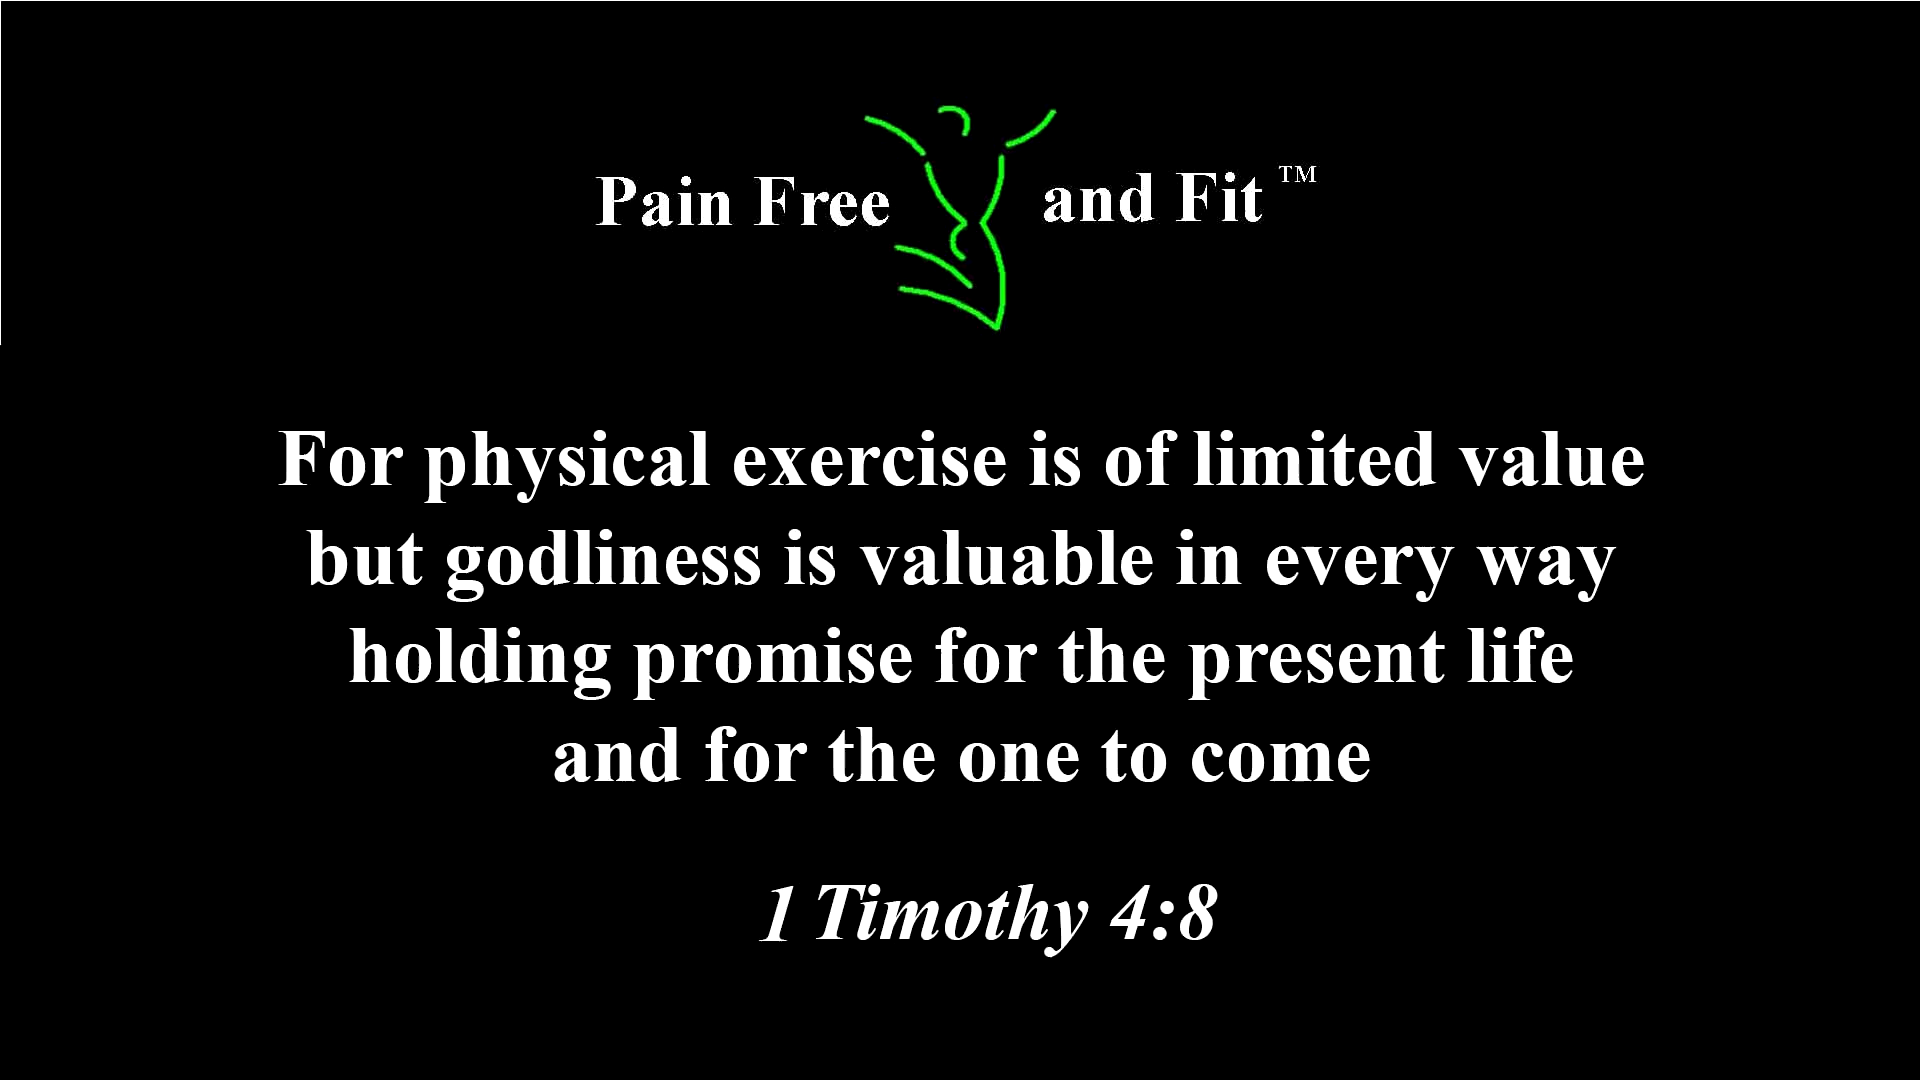 Pain Free and Fit ™
For physical exercise is of limited value
but godliness is valuable in every way
holding promise for the present life
and for the one to come
1 Timothy 4:8